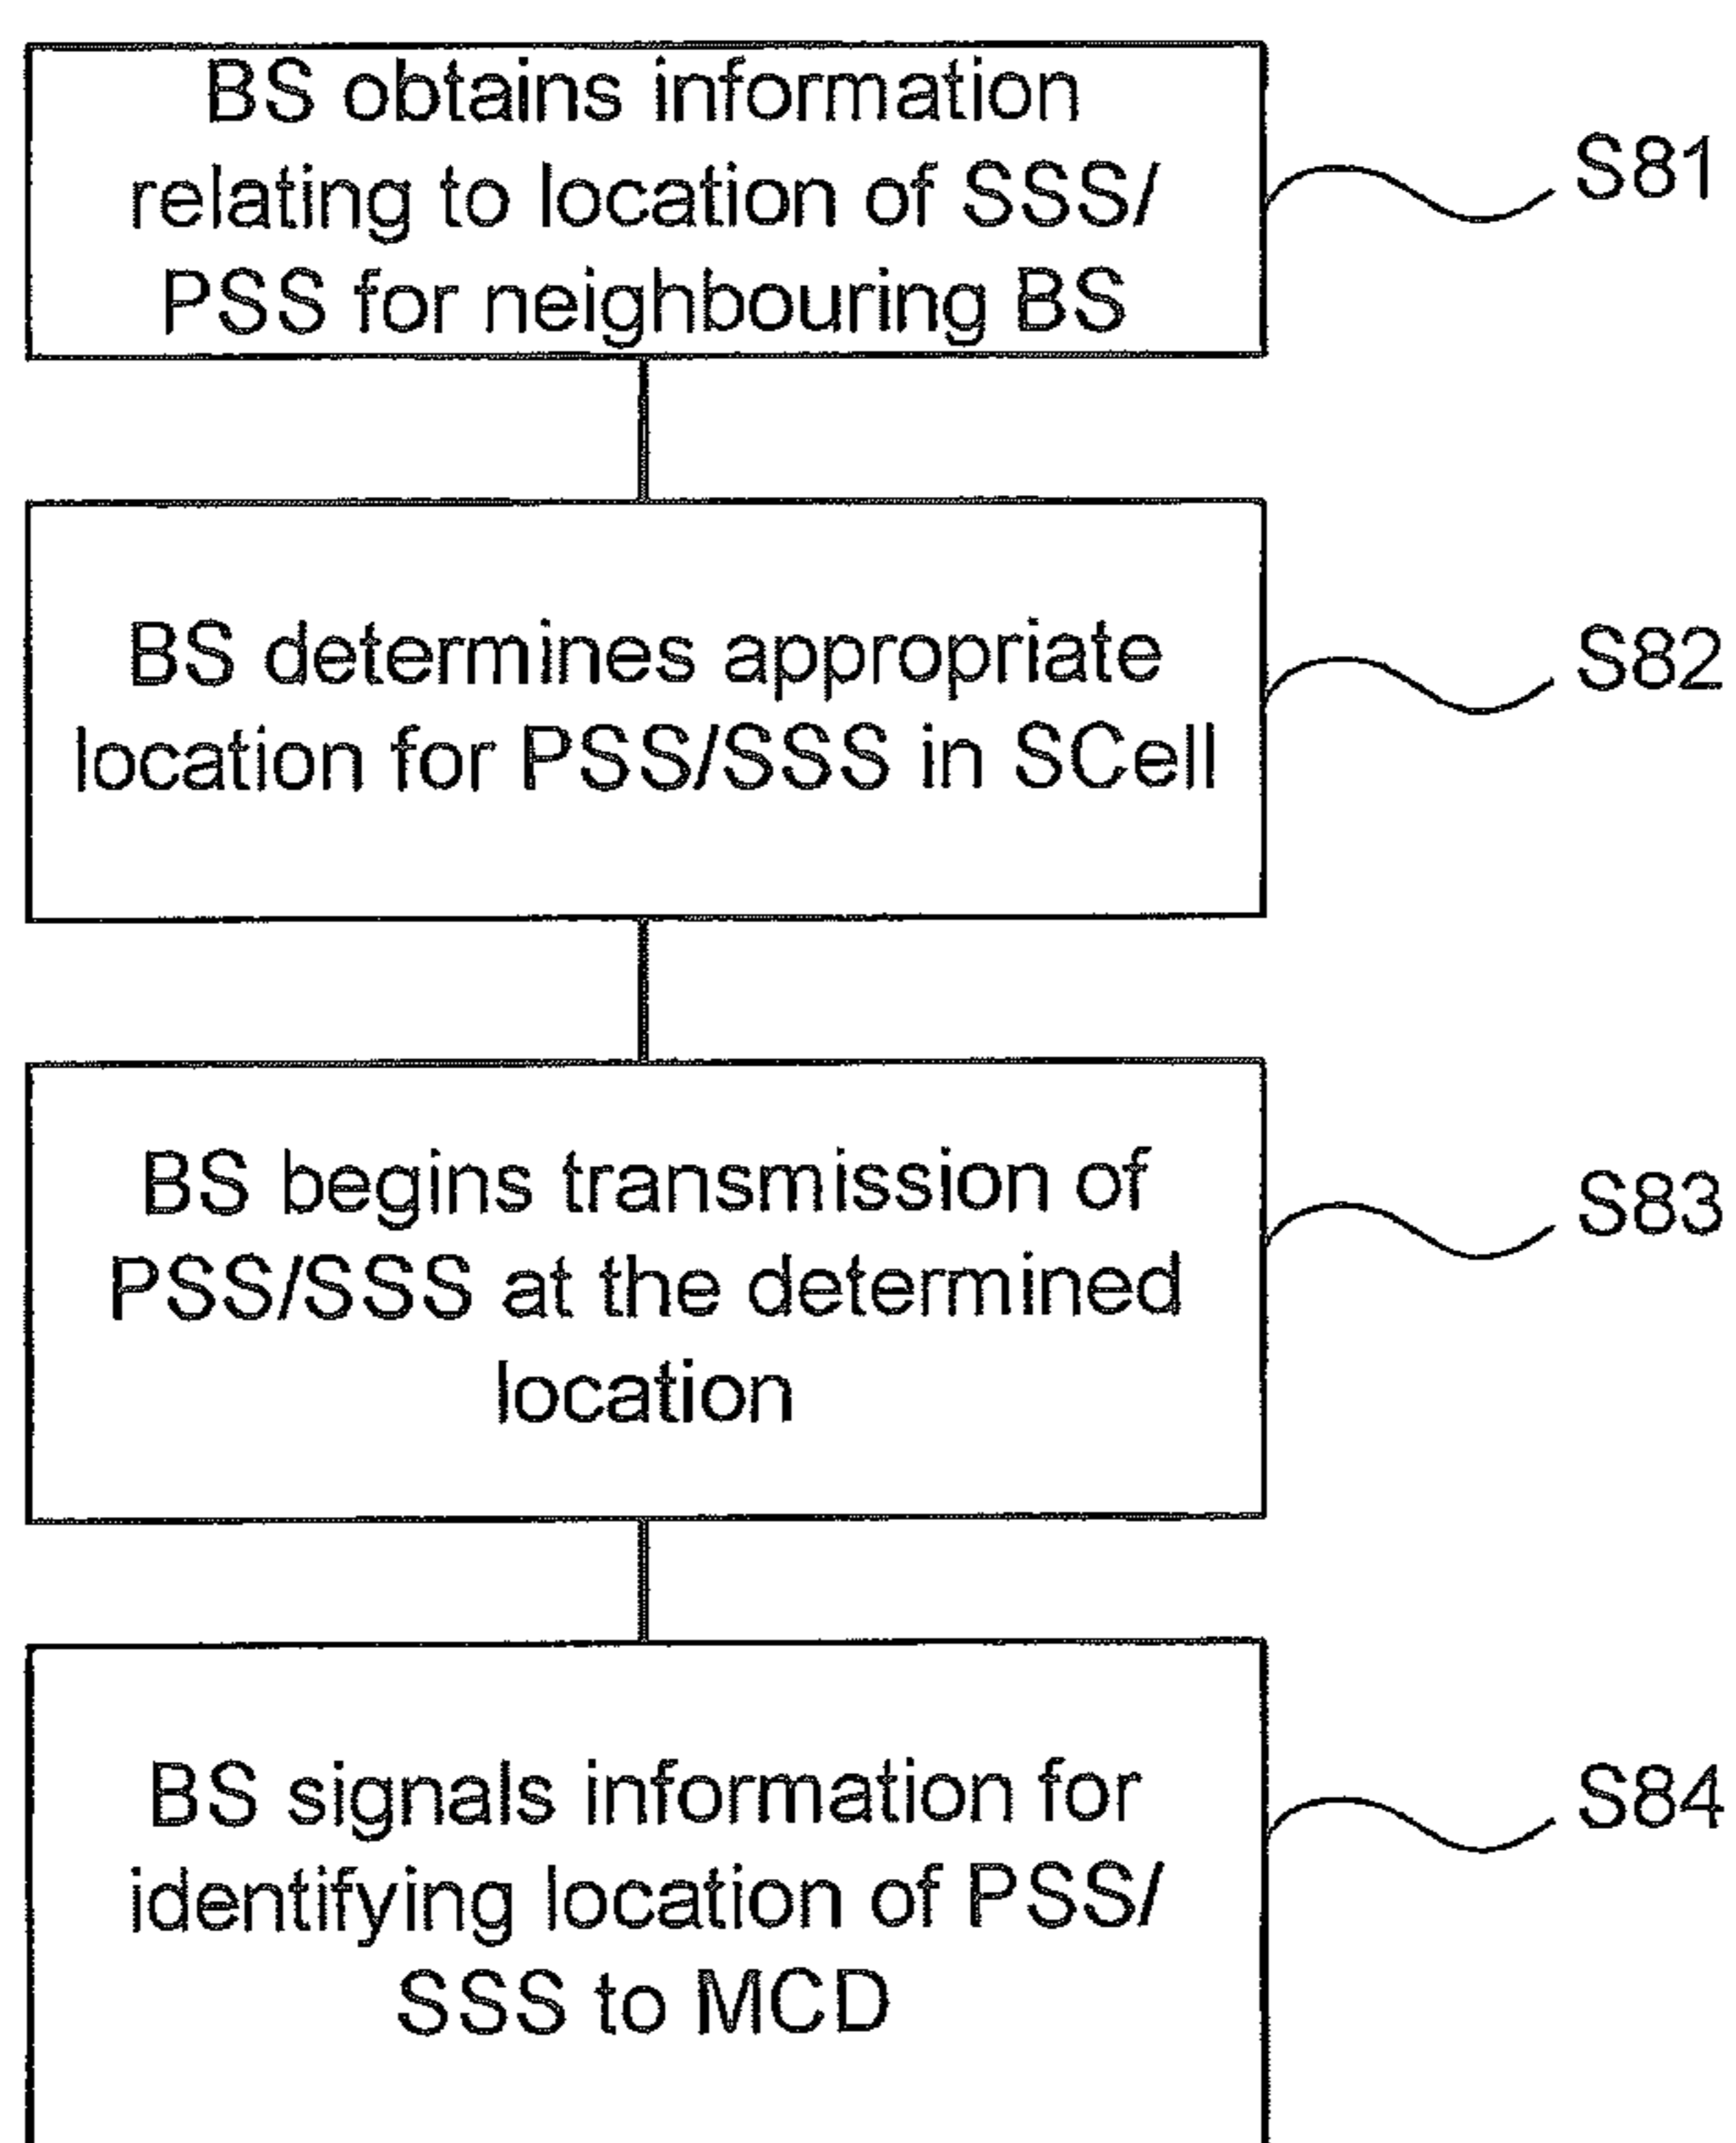 BS obtains information
relating to location of SSS/
PSS for neighbouring BS
S81
BS determines appropriate
location for PSS/SSS in SCell
S82
BS begins transmission of
PSS/SSS at the determined
location
S83
BS signals information for
identifying location of PSS/
SSS to MCD
S84